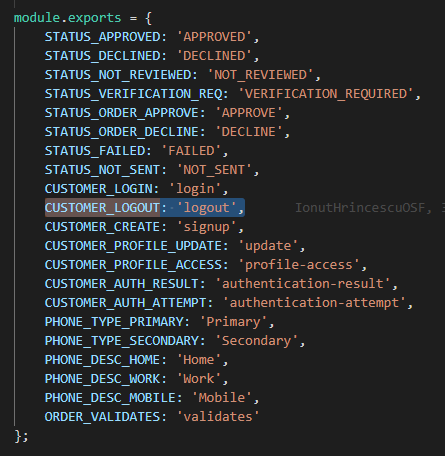 module.exports = {
STATUS_APPROVED: 'APPROVED',
STATUS_DECLINED: 'DECLINED',
STATUS_NOT_REVIEWED: 'NOT_REVIEWED',
STATUS_VERIFICATION_REQ: 'VERIFICATION_REQUIRED',
STATUS_ORDER_APPROVE: 'APPROVE',
STATUS_ORDER_DECLINE: 'DECLINE',
STATUS_FAILED: 'FAILED',
STATUS_NOT_SENT: 'NOT_SENT',
CUSTOMER_LOGIN: 'login',
CUSTOMER_LOGOUT: 'logout', IonutHrincescuOSF, 3
CUSTOMER_CREATE: 'signup',
CUSTOMER_PROFILE_UPDATE: 'update',
CUSTOMER_PROFILE_ACCESS: 'profile-access',
CUSTOMER_AUTH_RESULT: 'authentication-result',
CUSTOMER_AUTH_ATTEMPT: 'authentication-attempt',
PHONE_TYPE_PRIMARY: 'Primary',
PHONE_TYPE_SECONDARY: 'Secondary',
PHONE_DESC_HOME: 'Home',
PHONE_DESC_WORK: 'Work',
PHONE_DESC_MOBILE: 'Mobile',
ORDER_VALIDATES: 'validates'
};